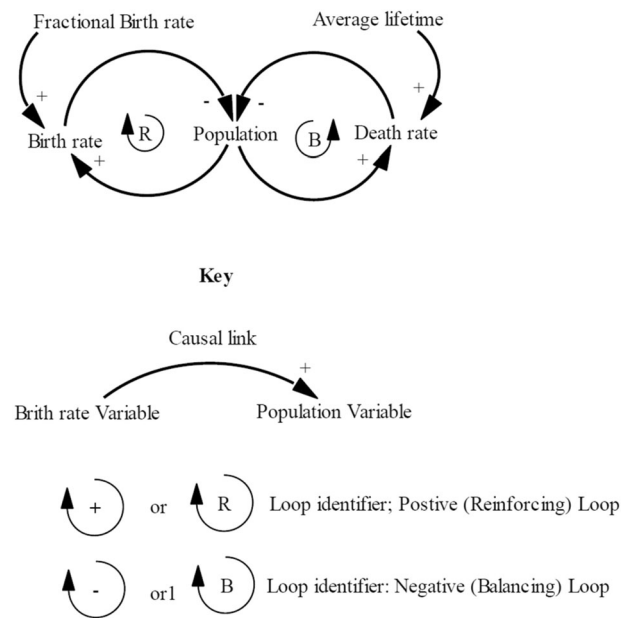 Fractional Birth rate
Average lifetime
+
+
- -
Birth rate
R
Population
B
Death rate
+
+
Key
Causal link
+
Brith rate Variable
Population Variable
+ or R Loop identifier; Postive (Reinforcing) Loop
- or1 B Loop identifier: Negative (Balancing) Loop